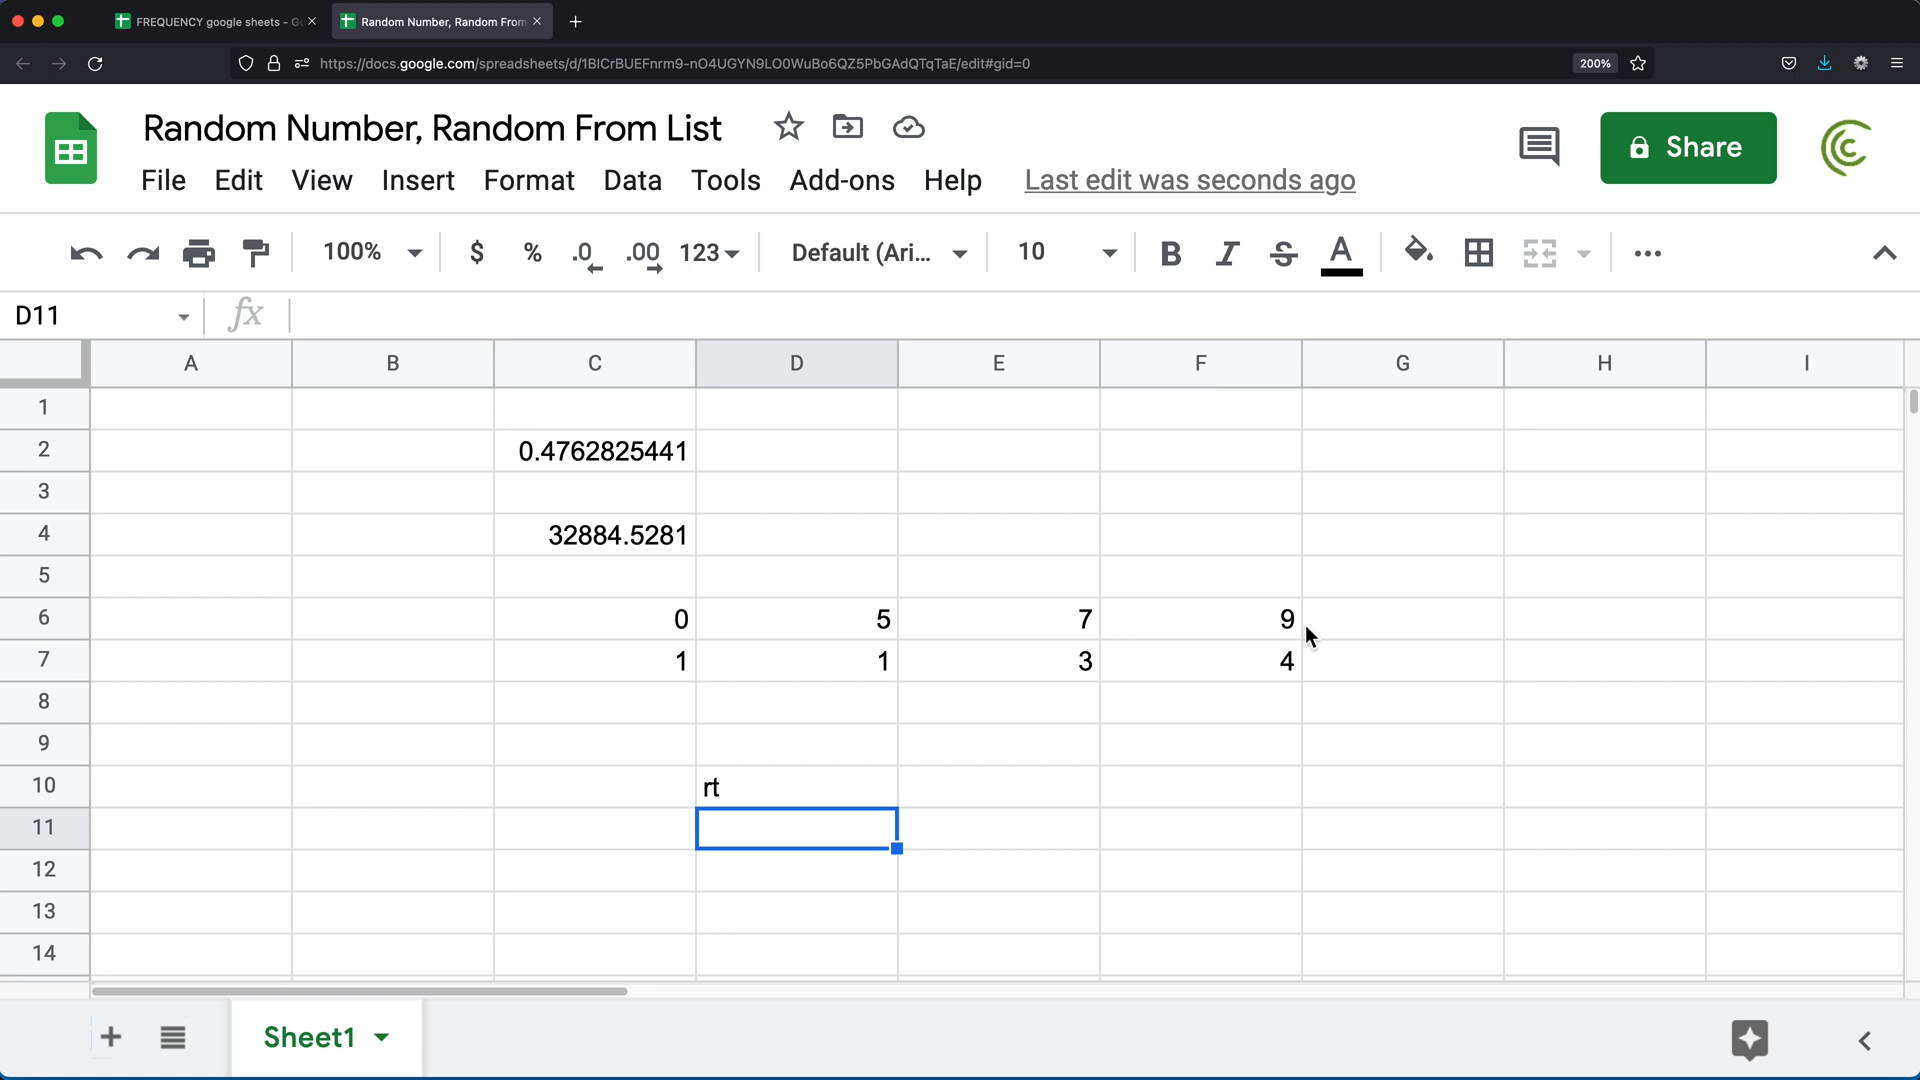 FREQUENCY google sheets - Go
Random Number, Random From
https://docs.google.com/spreadsheets/d/1BlCrBUEFnrm9-nO4UGYN9LO0WuBo6QZ5PbGAdQTqTaE/edit#gid=0
200%
Random Number, Random From List
Share
File Edit View Insert Format Data Tools Add-ons Help Last edit was seconds ago
100% $ % .0 .00 123 Default (Ari... 10 B I S A
D11 fx
A B C D E F G H I
1
2 0.4762825441
3
4 32884.5281
5
6 0 5 7 9
7 1 1 3 4
8
9
10 rt
11
12
13
14
Sheet1